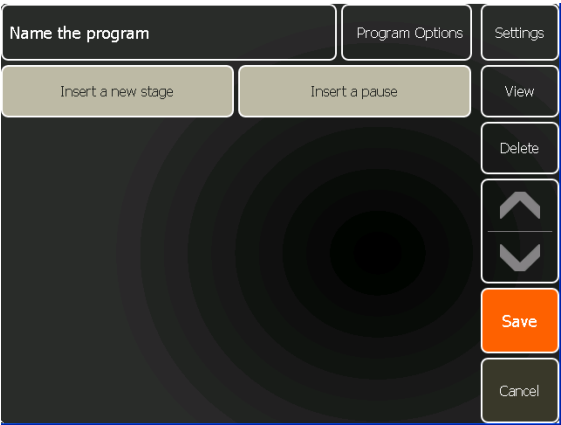 Name the program
Program Options
Settings
Insert a new stage
Insert a pause
View
Delete
Save
Cancel